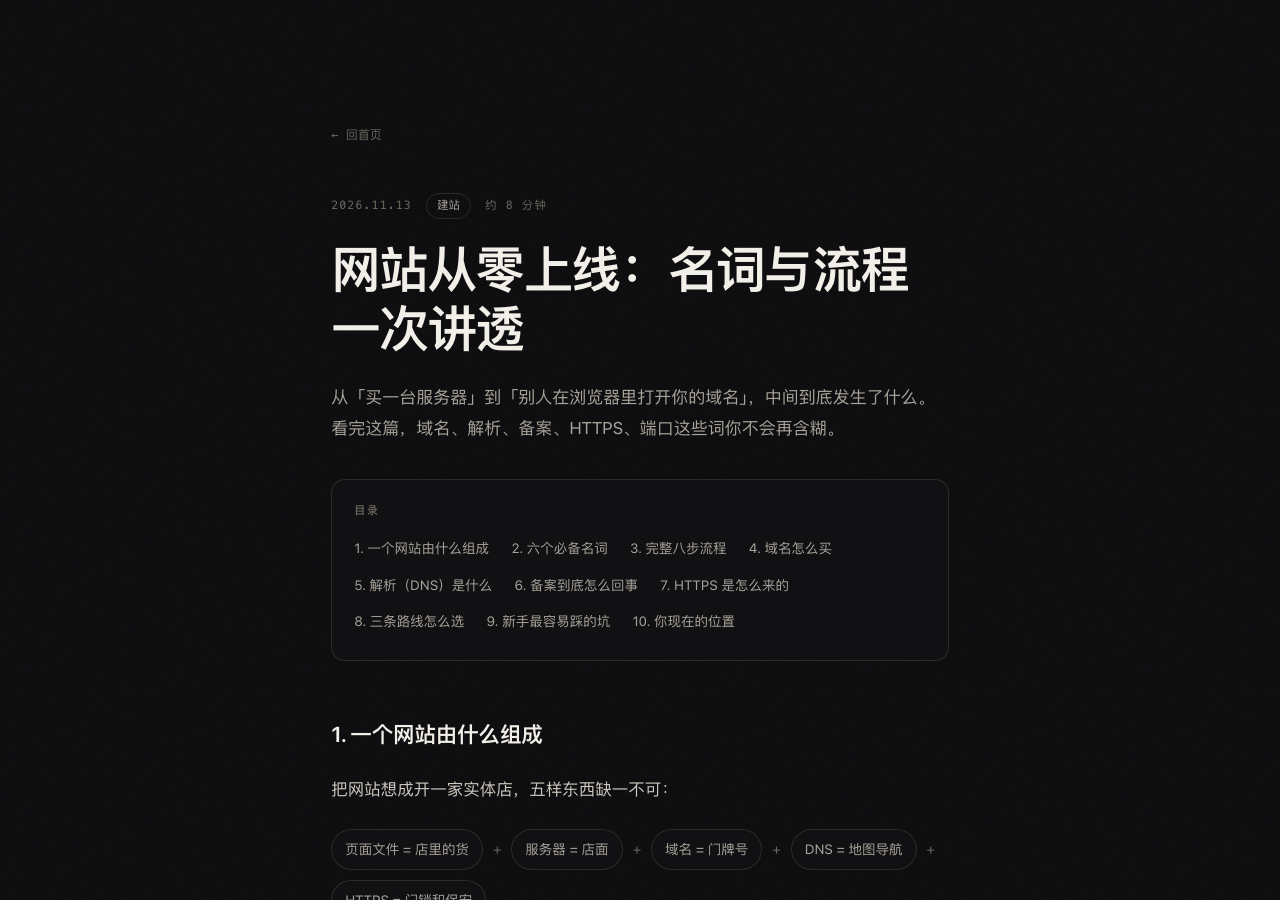 ← 回首页
2026.11.13 建站 约 8 分钟
网站从零上线：名词与流程
一次讲透
从「买一台服务器」到「别人在浏览器里打开你的域名」，中间到底发生了什么。
看完这篇，域名、解析、备案、HTTPS、端口这些词你不会再含糊。
目录
1. 一个网站由什么组成 2. 六个必备名词 3. 完整八步流程 4. 域名怎么买
5. 解析（DNS）是什么 6. 备案到底怎么回事 7. HTTPS 是怎么来的
8. 三条路线怎么选 9. 新手最容易踩的坑 10. 你现在的位置
1. 一个网站由什么组成
把网站想成开一家实体店，五样东西缺一不可：
页面文件 = 店里的货 + 服务器 = 店面 + 域名 = 门牌号 + DNS = 地图导航 +
HTTPS = 门锁和保安